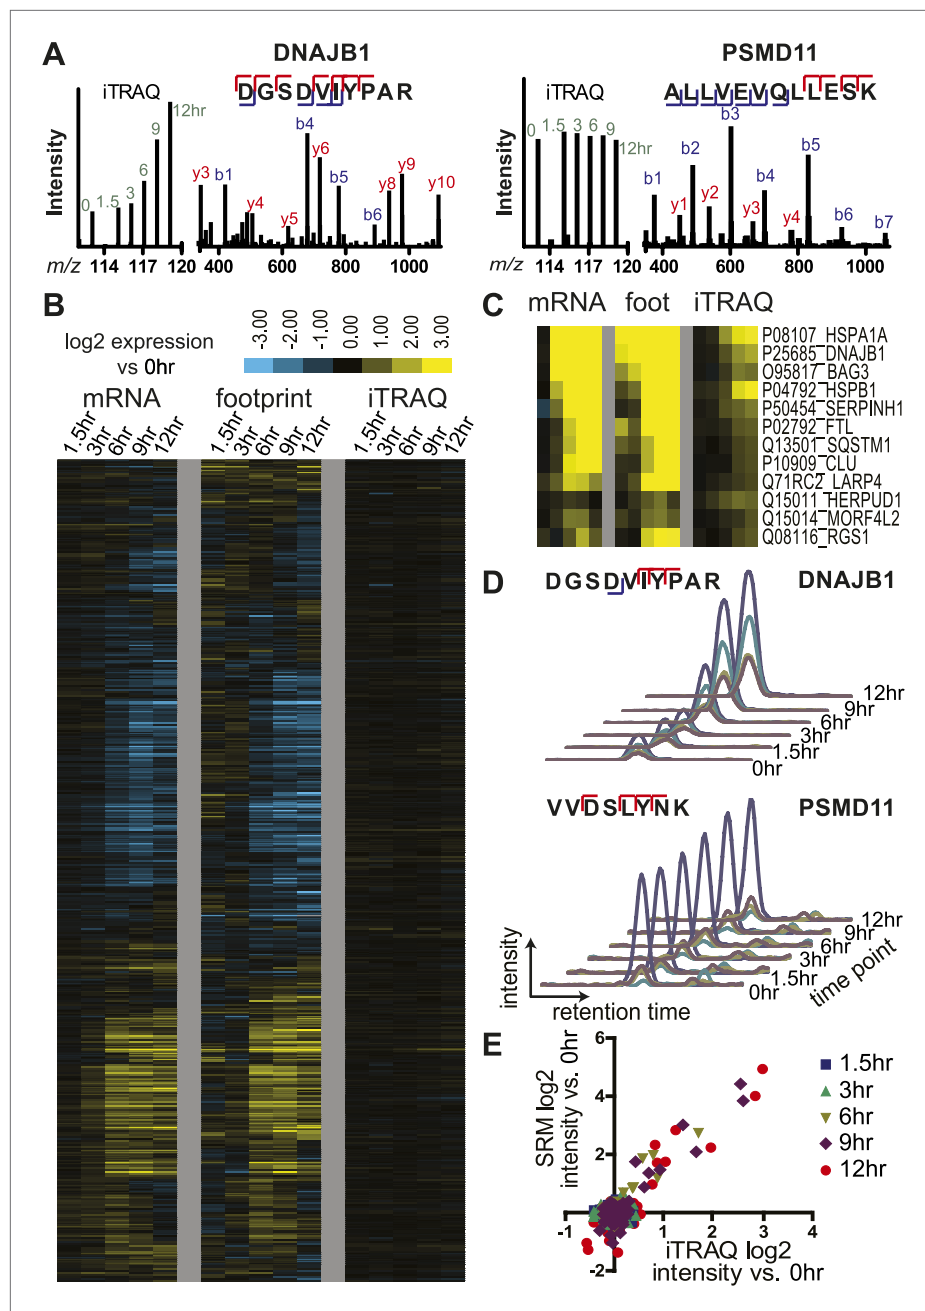 A
DNAJB1
DGSDVIYPAR
iTRAQ
Intensity
0
1.5
3
6
9
12hr
y3
b1
y4
b4
y5
y6
b5
b6
y8
y9
y10
m/z
114
117
120
400
600
800
1000
PSMD11
ALLVEVQLLESK
iTRAQ
Intensity
0
1.5
3
6
9
12hr
b1
y1
b2
y2
b3
y3
b4
y4
b5
b6
b7
m/z
114
117
120
400
600
800
1000
B
log2 expression
vs 0hr
-3.00
-2.00
-1.00
0.00
1.00
2.00
3.00
mRNA
footprint
iTRAQ
1.5hr
3hr
6hr
9hr
12hr
1.5hr
3hr
6hr
9hr
12hr
1.5hr
3hr
6hr
9hr
12hr
C
mRNA foot iTRAQ
P08107_HSPA1A
P25685_DNAJB1
O95817_BAG3
P04792_HSPB1
P50454_SERPINH1
P02792_FTL
Q13501_SQSTM1
P10909_CLU
Q71RC2_LARP4
Q15011_HERPUD1
Q15014_MORF4L2
Q08116_RGS1
D
DGSDVIYPAR
DNAJB1
12hr
9hr
6hr
3hr
1.5hr
0hr
VVDSLYNK
PSMD11
12hr
9hr
6hr
3hr
1.5hr
0hr
intensity
retention time
time point
E
SRM log2
intensity vs. 0hr
6
4
2
0
-2
-1
1
2
3
4
iTRAQ log2
intensity vs. 0hr
1.5hr
3hr
6hr
9hr
12hr